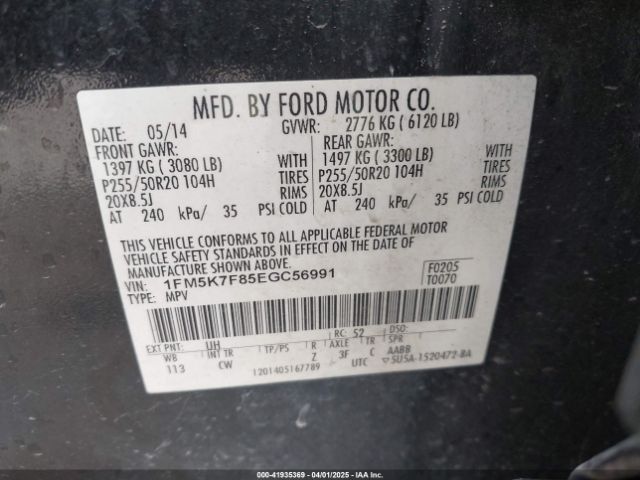 MFD. BY FORD MOTOR CO.
DATE: 05/14 GVWR: 2776 KG ( 6120 LB)
FRONT GAWR: REAR GAWR:
1397 KG ( 3080 LB) WITH 1497 KG ( 3300 LB) WITH
P255/50R20 104H TIRES P255/50R20 104H TIRES
20X8.5J RIMS 20X8.5J RIMS
AT 240 kPa/ 35 PSI COLD AT 240 kPa/ 35 PSI COLD
THIS VEHICLE CONFORMS TO ALL APPLICABLE FEDERAL MOTOR
VEHICLE SAFETY STANDARDS IN EFFECT ON THE DATE OF
MANUFACTURE SHOWN ABOVE.
VIN: 1FM5K7F85EGC56991 F0205
TYPE: MPV T0070
EXT PNT: UH RC: 52 DSO:
WB INT TR TP/PS R AXLE TR SPR
113 CW Z 3F C AABB
1201405167789 UTC ▽5U5A-1520472-BA
00-41935369 · 04/01/2025 · IAA Inc.